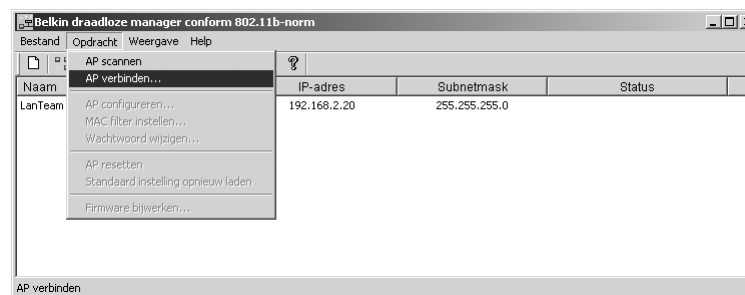 Belkin draadloze manager conform 802.11b-norm
Bestand Opdracht Weergave Help
AP scannen
AP verbinden...
AP configureren...
MAC filter instellen...
Wachtwoord wijzigen...
AP resetten
Standaard instelling opnieuw laden
Firmware bijwerken...
Naam IP-adres Subnetmask Status
LanTeam 192.168.2.20 255.255.255.0
AP verbinden